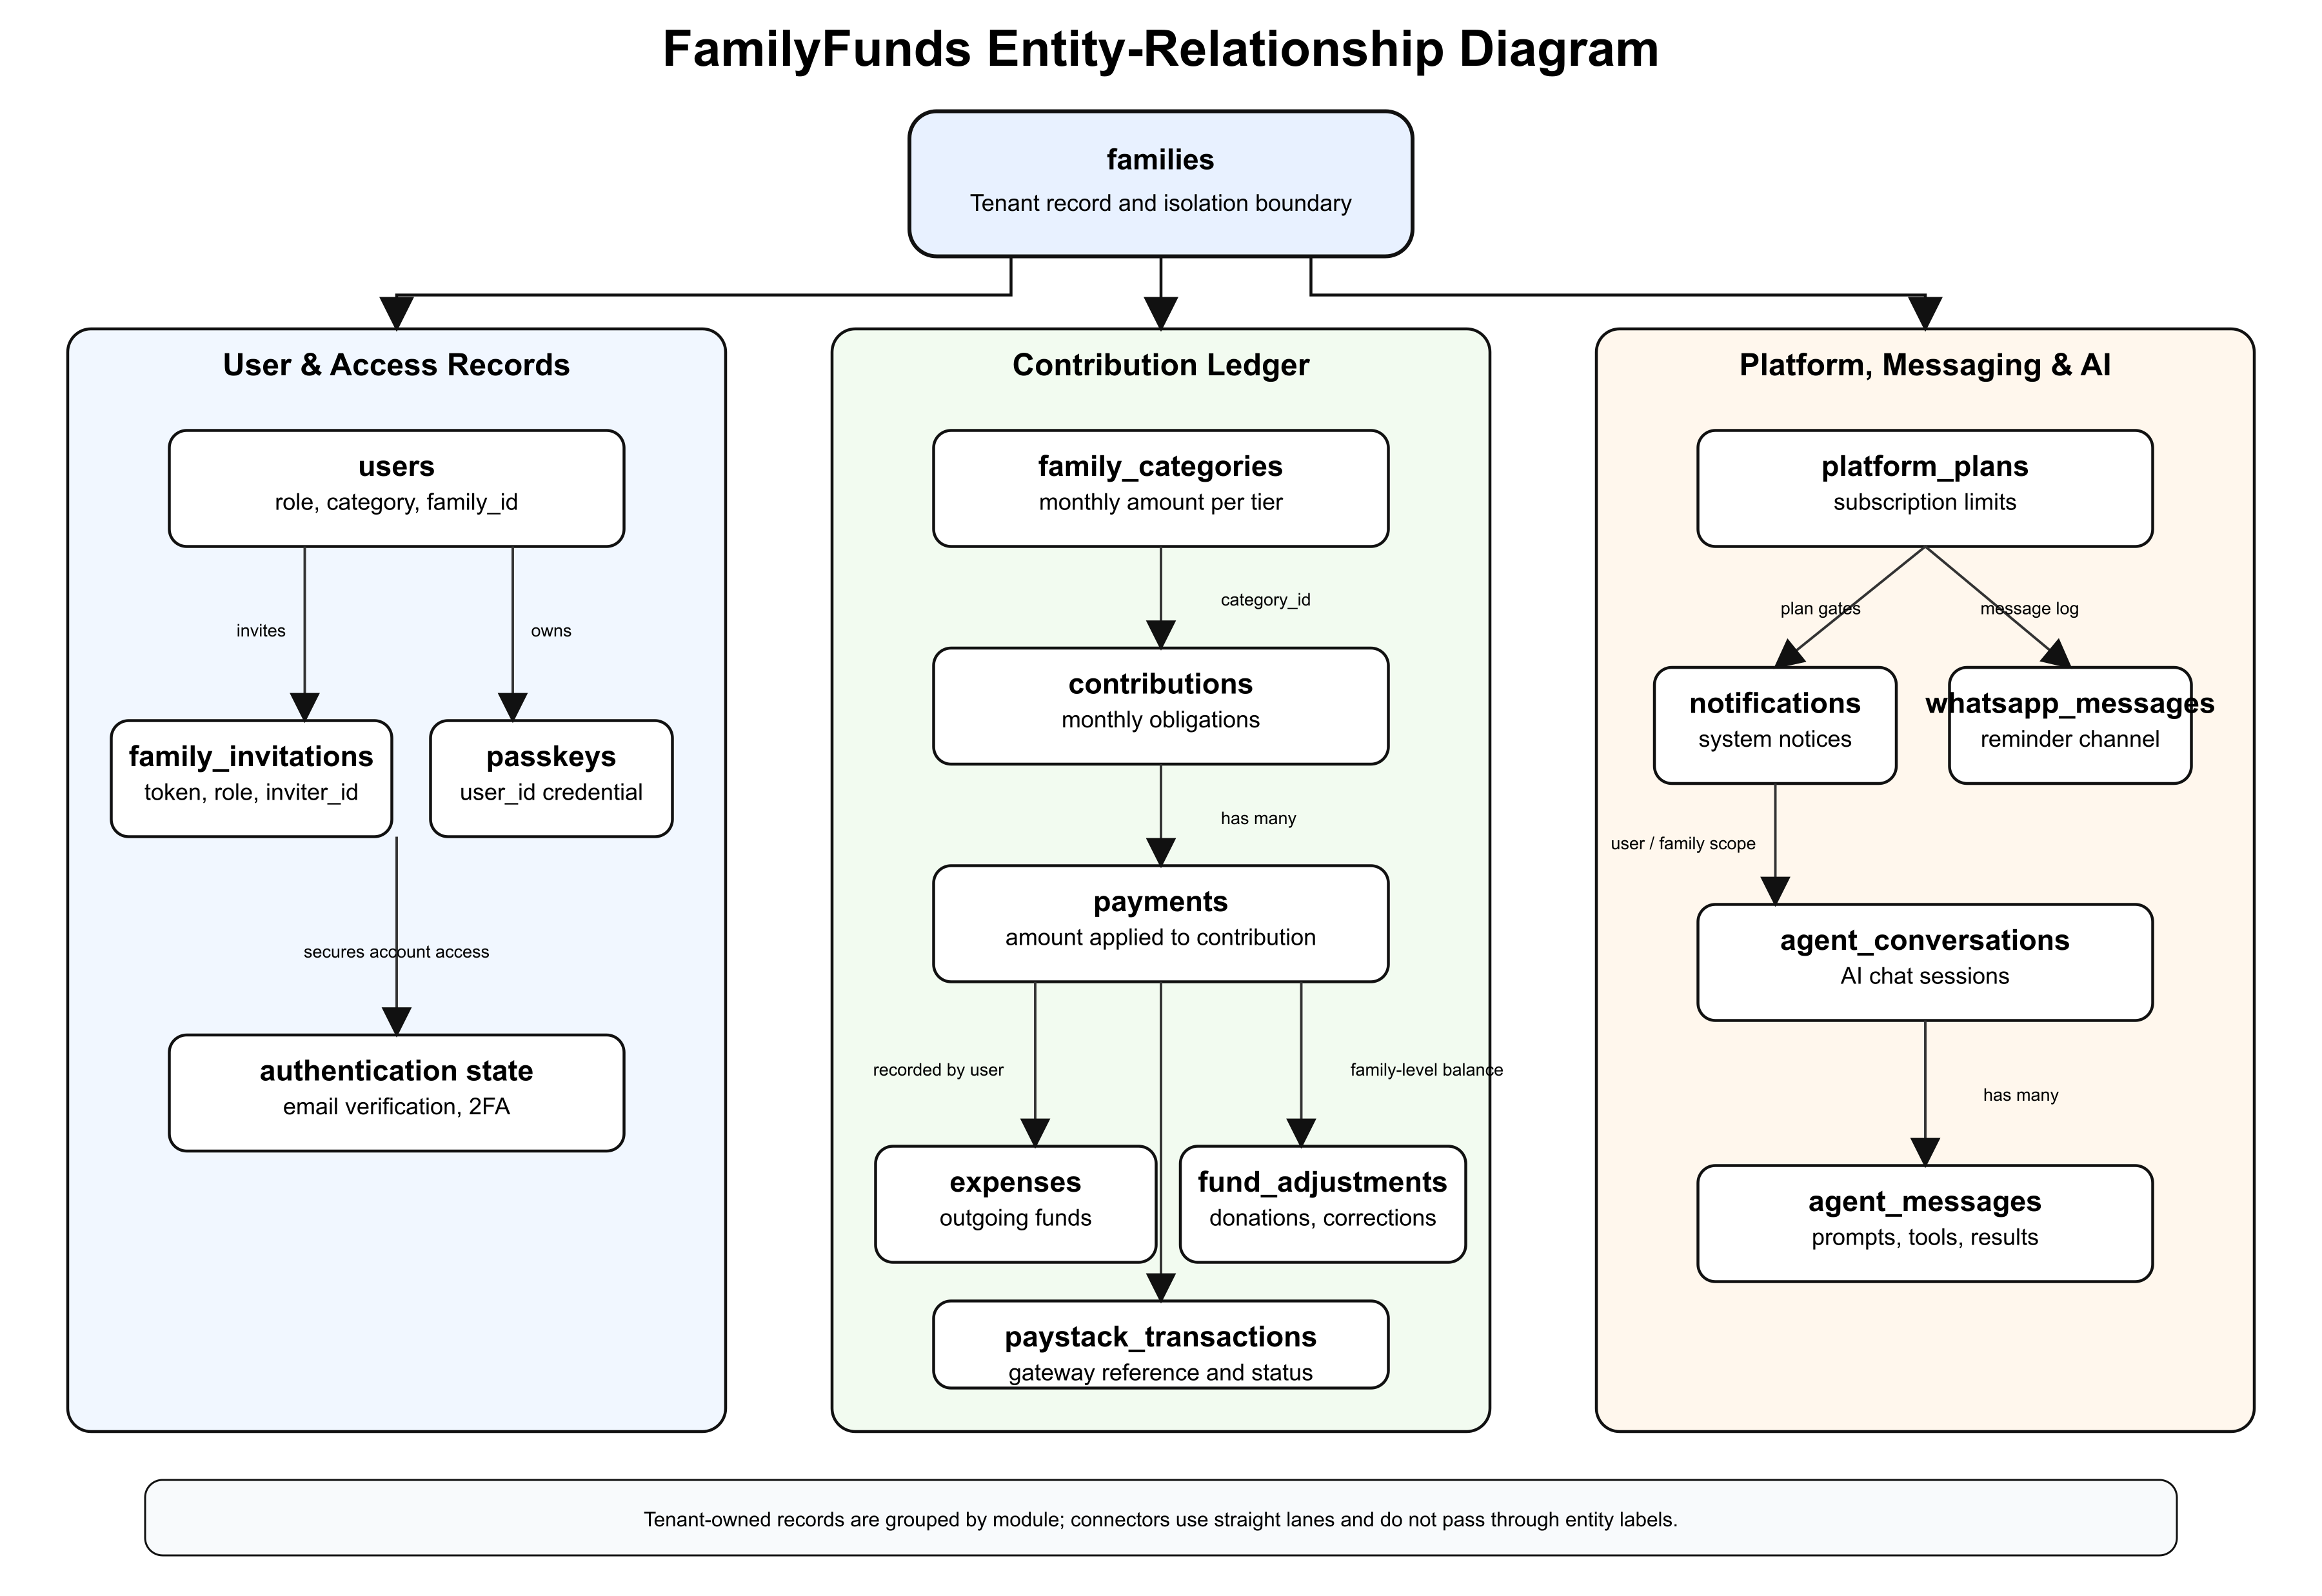 FamilyFunds Entity-Relationship Diagram
families
Tenant record and isolation boundary
User & Access Records
users
role, category, family_id
invites
owns
family_invitations
token, role, inviter_id
passkeys
user_id credential
secures account access
authentication state
email verification, 2FA
Contribution Ledger
family_categories
monthly amount per tier
category_id
contributions
monthly obligations
has many
payments
amount applied to contribution
recorded by user
family-level balance
expenses
outgoing funds
fund_adjustments
donations, corrections
paystack_transactions
gateway reference and status
Platform, Messaging & AI
platform_plans
subscription limits
plan gates
message log
notifications
system notices
whatsapp_messages
reminder channel
user / family scope
agent_conversations
AI chat sessions
has many
agent_messages
prompts, tools, results
Tenant-owned records are grouped by module; connectors use straight lanes and do not pass through entity labels.